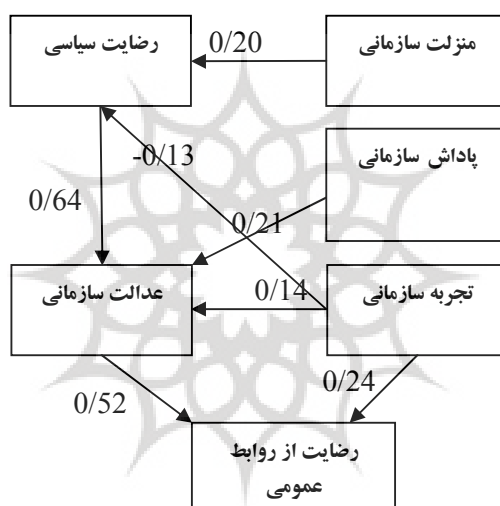 منزلت سازمانی
0/20
رضایت سیاسی
پاداش سازمانی
-0/13
0/64
0/21
تجربه سازمانی
0/14
عدالت سازمانی
0/24
0/52
رضایت از روابط
عمومی